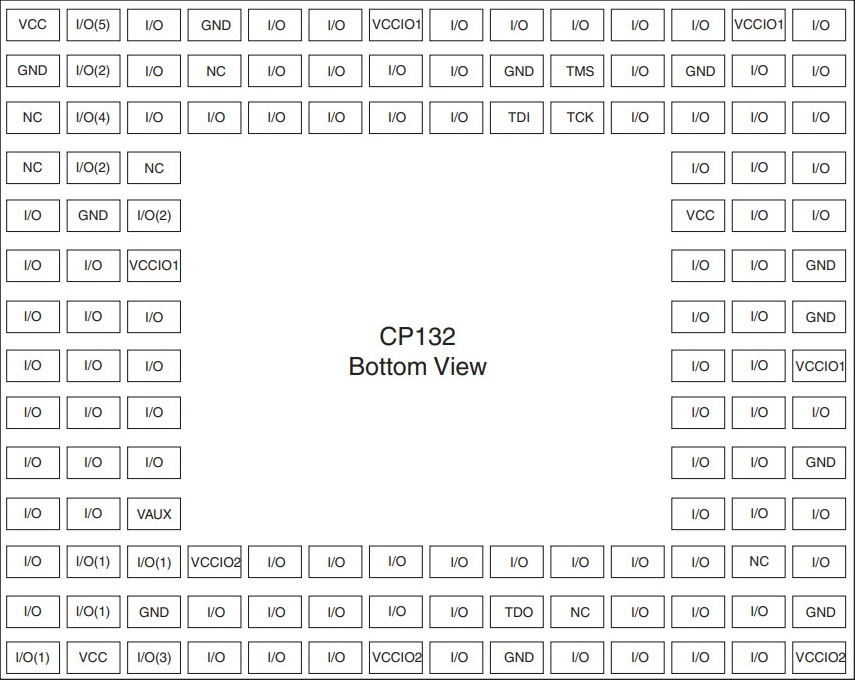 VCC I/O(5) I/O GND I/O I/O VCCIO1 I/O I/O I/O I/O I/O VCCIO1 I/O
GND I/O(2) I/O NC I/O I/O I/O I/O GND TMS I/O GND I/O I/O
NC I/O(4) I/O I/O I/O I/O I/O I/O TDI TCK I/O I/O I/O I/O
NC I/O(2) NC I/O I/O I/O
I/O GND I/O(2) VCC I/O I/O
I/O I/O VCCIO1 I/O I/O GND
I/O I/O I/O I/O I/O GND
CP132
Bottom View
I/O I/O I/O I/O I/O VCCIO1
I/O I/O I/O I/O I/O I/O
I/O I/O I/O I/O I/O GND
I/O I/O VAUX I/O I/O I/O
I/O I/O(1) I/O(1) VCCIO2 I/O I/O I/O I/O I/O I/O I/O I/O NC I/O
I/O I/O(1) GND I/O I/O I/O I/O I/O TDO NC I/O I/O I/O GND
I/O(1) VCC I/O(3) I/O I/O I/O VCCIO2 I/O GND I/O I/O I/O I/O VCCIO2